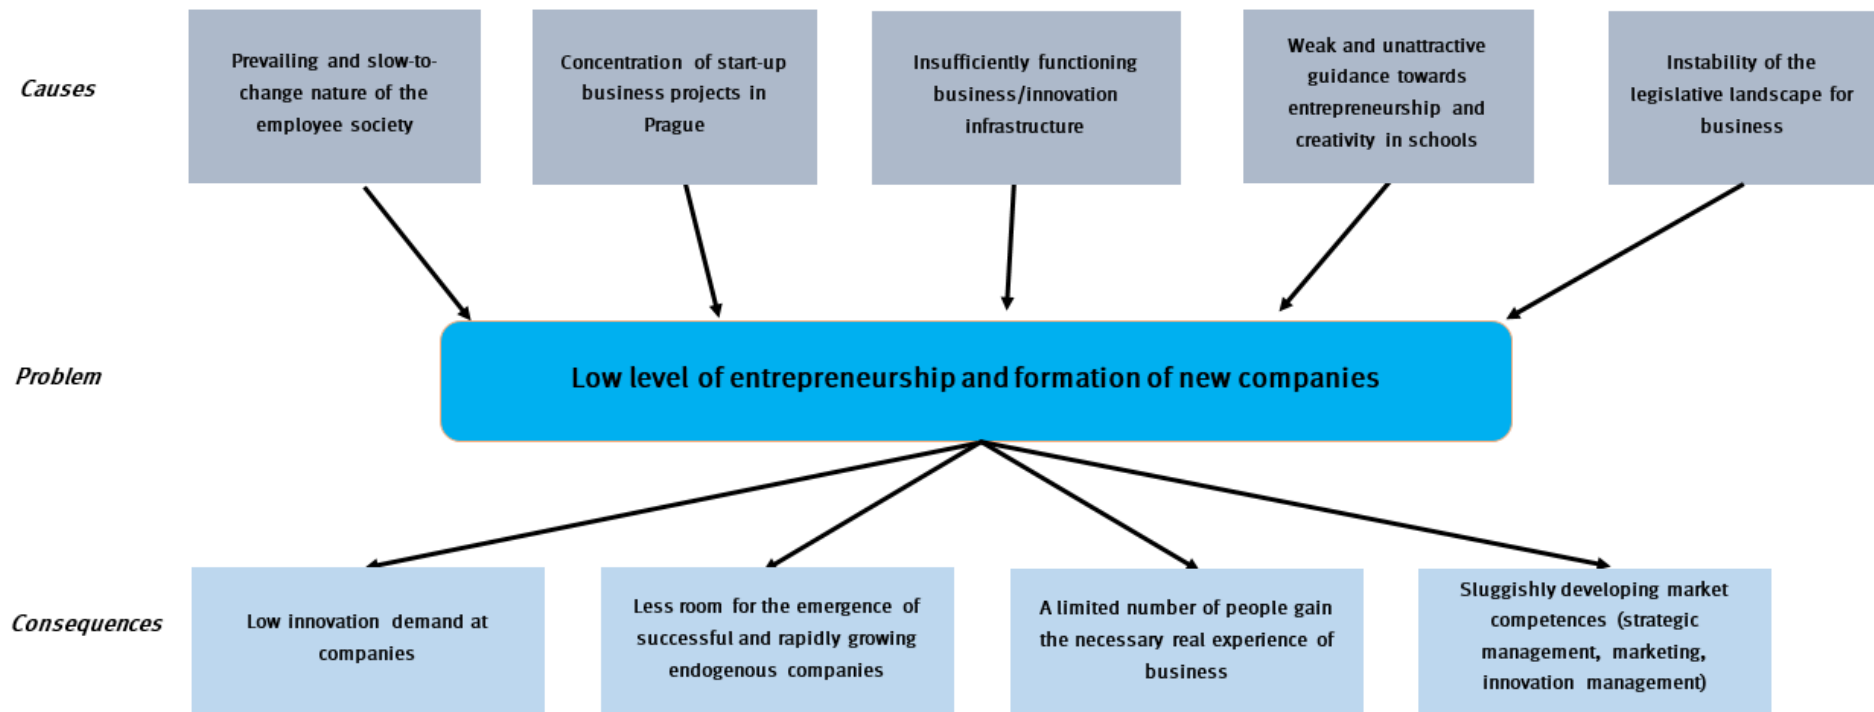 Causes
Prevailing and slow-to-
change nature of the
employee society
Concentration of start-up
business projects in
Prague
Insufficiently functioning
business/innovation
infrastructure
Weak and unattractive
guidance towards
entrepreneurship and
creativity in schools
Instability of the
legislative landscape for
business
Problem
Low level of entrepreneurship and formation of new companies
Consequences
Low innovation demand at
companies
Less room for the emergence of
successful and rapidly growing
endogenous companies
A limited number of people gain
the necessary real experience of
business
Sluggishly developing market
competences (strategic
management, marketing,
innovation management)